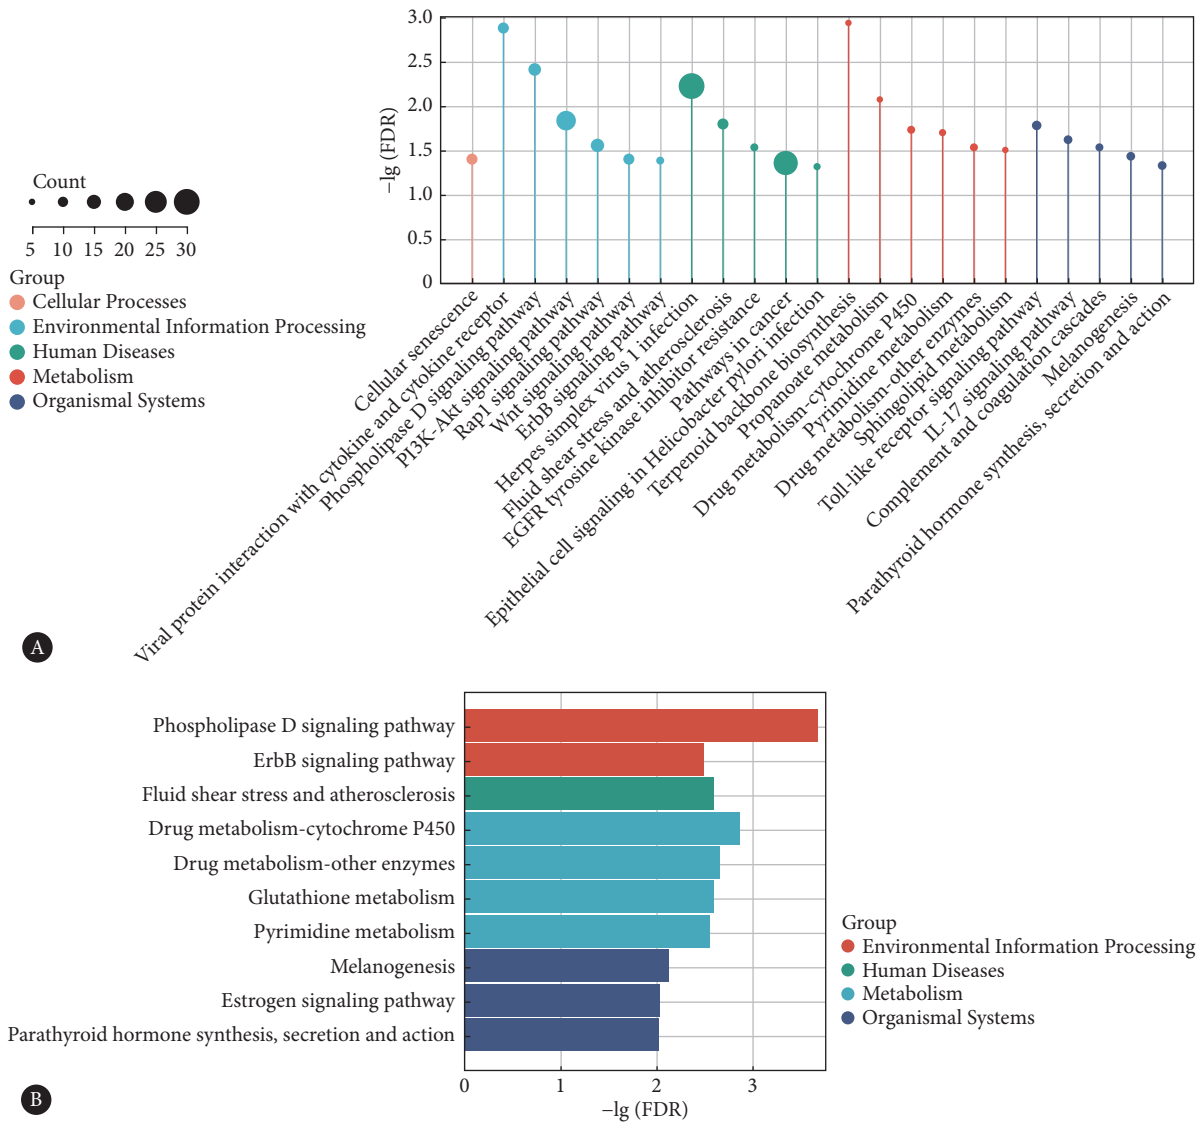 3.0
2.5
2.0
1.5
1.0
0.5
0
−lg (FDR)
Count
5 10 15 20 25 30
Group
Cellular Processes
Environmental Information Processing
Human Diseases
Metabolism
Organismal Systems
Cellular senescence
Viral protein interaction with cytokine and cytokine receptor
Phospholipase D signaling pathway
PI3K-Akt signaling pathway
Rap1 signaling pathway
Wnt signaling pathway
ErbB signaling pathway
Herpes simplex virus 1 infection
Fluid shear stress and atherosclerosis
EGFR tyrosine kinase inhibitor resistance
Pathways in cancer
Epithelial cell signaling in Helicobacter pylori infection
Terpenoid backbone biosynthesis
Propanoate metabolism
Drug metabolism-cytochrome P450
Pyrimidine metabolism
Drug metabolism-other enzymes
Sphingolipid metabolism
Toll-like receptor signaling pathway
IL-17 signaling pathway
Complement and coagulation cascades
Melanogenesis
Parathyroid hormone synthesis, secretion and action
A
Phospholipase D signaling pathway
ErbB signaling pathway
Fluid shear stress and atherosclerosis
Drug metabolism-cytochrome P450
Drug metabolism-other enzymes
Glutathione metabolism
Pyrimidine metabolism
Melanogenesis
Estrogen signaling pathway
Parathyroid hormone synthesis, secretion and action
0 1 2 3
−lg (FDR)
Group
Environmental Information Processing
Human Diseases
Metabolism
Organismal Systems
B